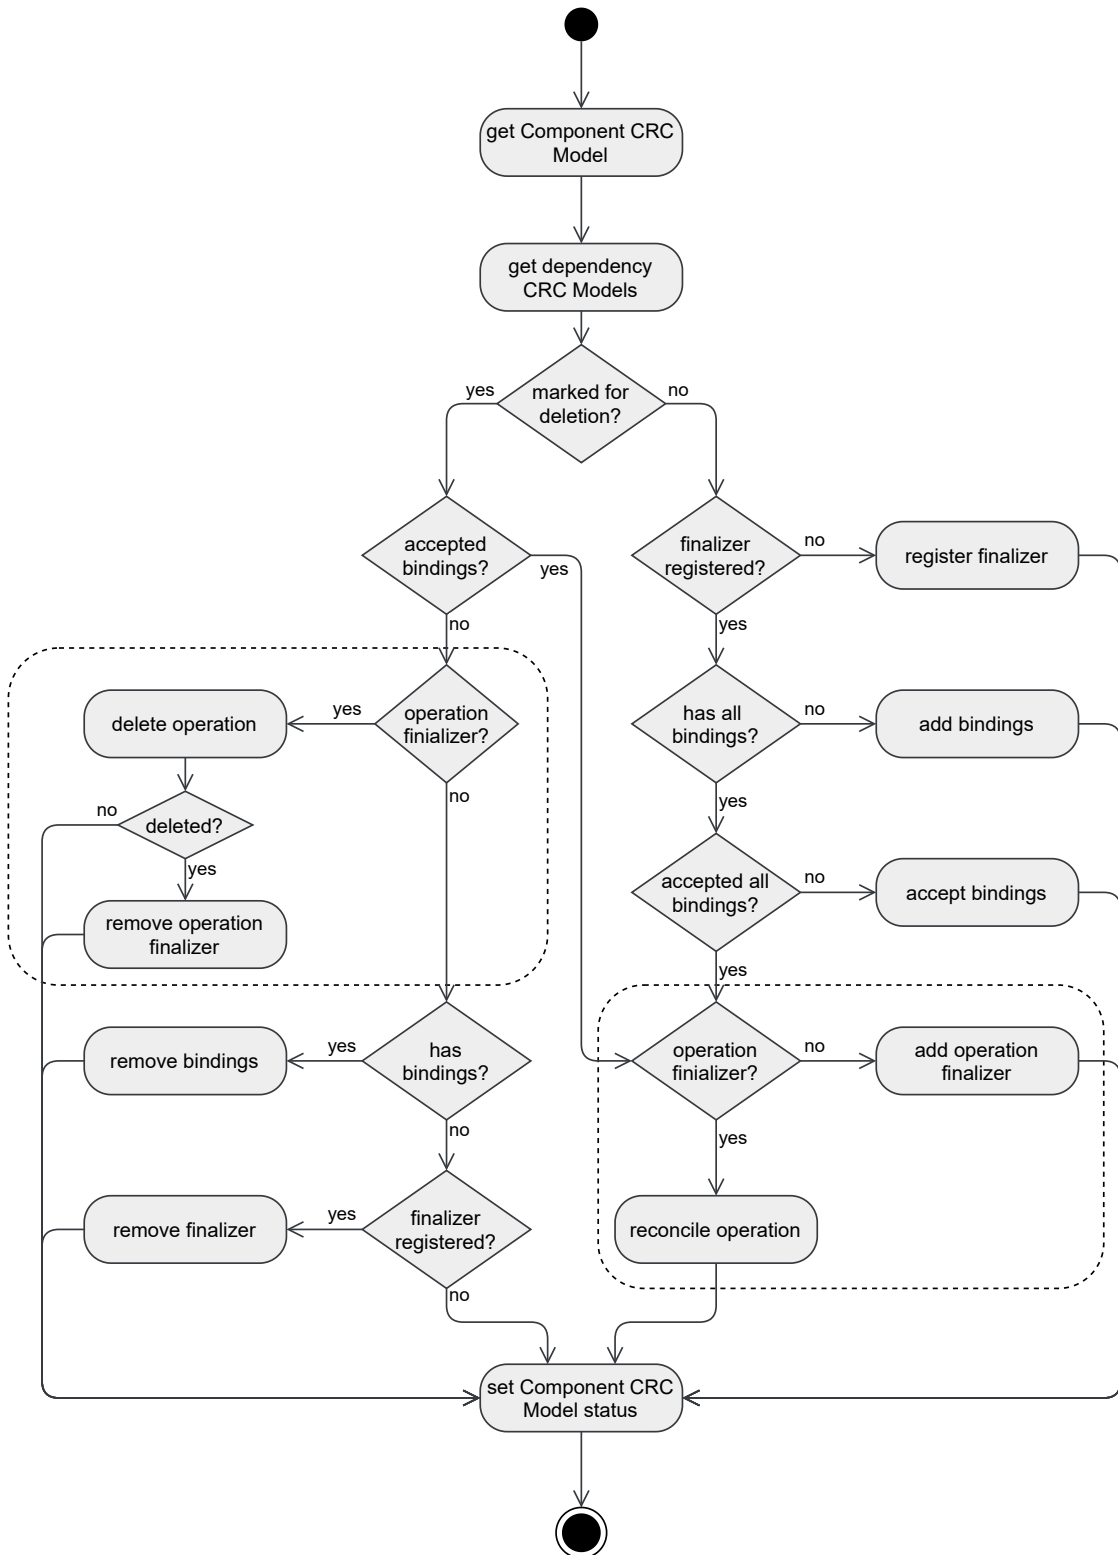 get Component CRC
Model
get dependency
CRC Models
yes
marked for
deletion?
no
accepted
bindings?
yes
finalizer
registered?
no
register finalizer
no
yes
delete operation
yes
operation
finializer?
has all
bindings?
no
add bindings
no
yes
no
deleted?
yes
accepted all
bindings?
no
accept bindings
remove operation
finalizer
yes
remove bindings
yes
has
bindings?
operation
finializer?
no
add operation
finalizer
no
yes
remove finalizer
yes
finalizer
registered?
reconcile operation
no
set Component CRC
Model status